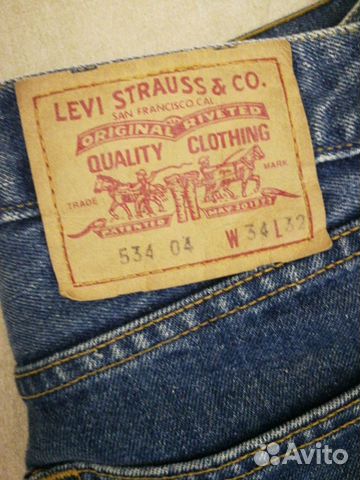 LEVI STRAUSS & CO.
SAN FRANCISCO, CAL
ORIGINAL RIVETED
QUALITY CLOTHING
TRADE MARK
PATENTED MAY 20 1873
534 04 W 34 L 32
Avito